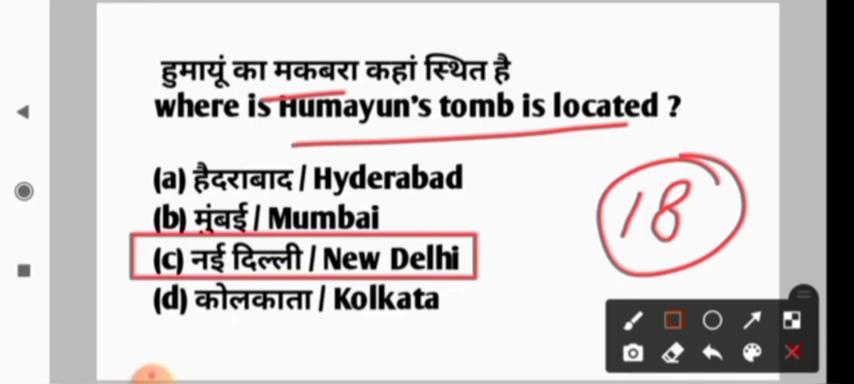 हुमायूं का मकबरा कहां स्थित है
where is Humayun's tomb is located ?
(a) हैदराबाद / Hyderabad
(b) मुंबई / Mumbai
(c) नई दिल्ली / New Delhi
(d) कोलकाता / Kolkata
18